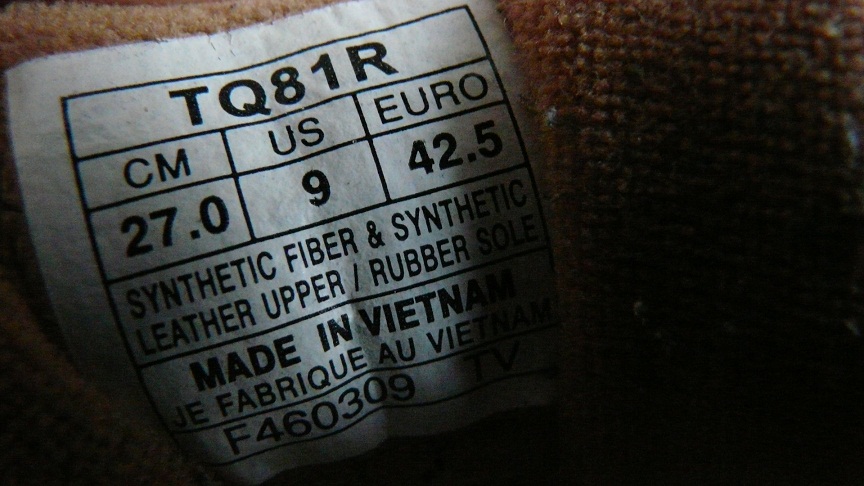 TQ81R
CM US EURO
27.0 9 42.5
SYNTHETIC FIBER & SYNTHETIC
LEATHER UPPER / RUBBER SOLE
MADE IN VIETNAM
JE FABRIQUE AU VIETNAM
F460309 TV